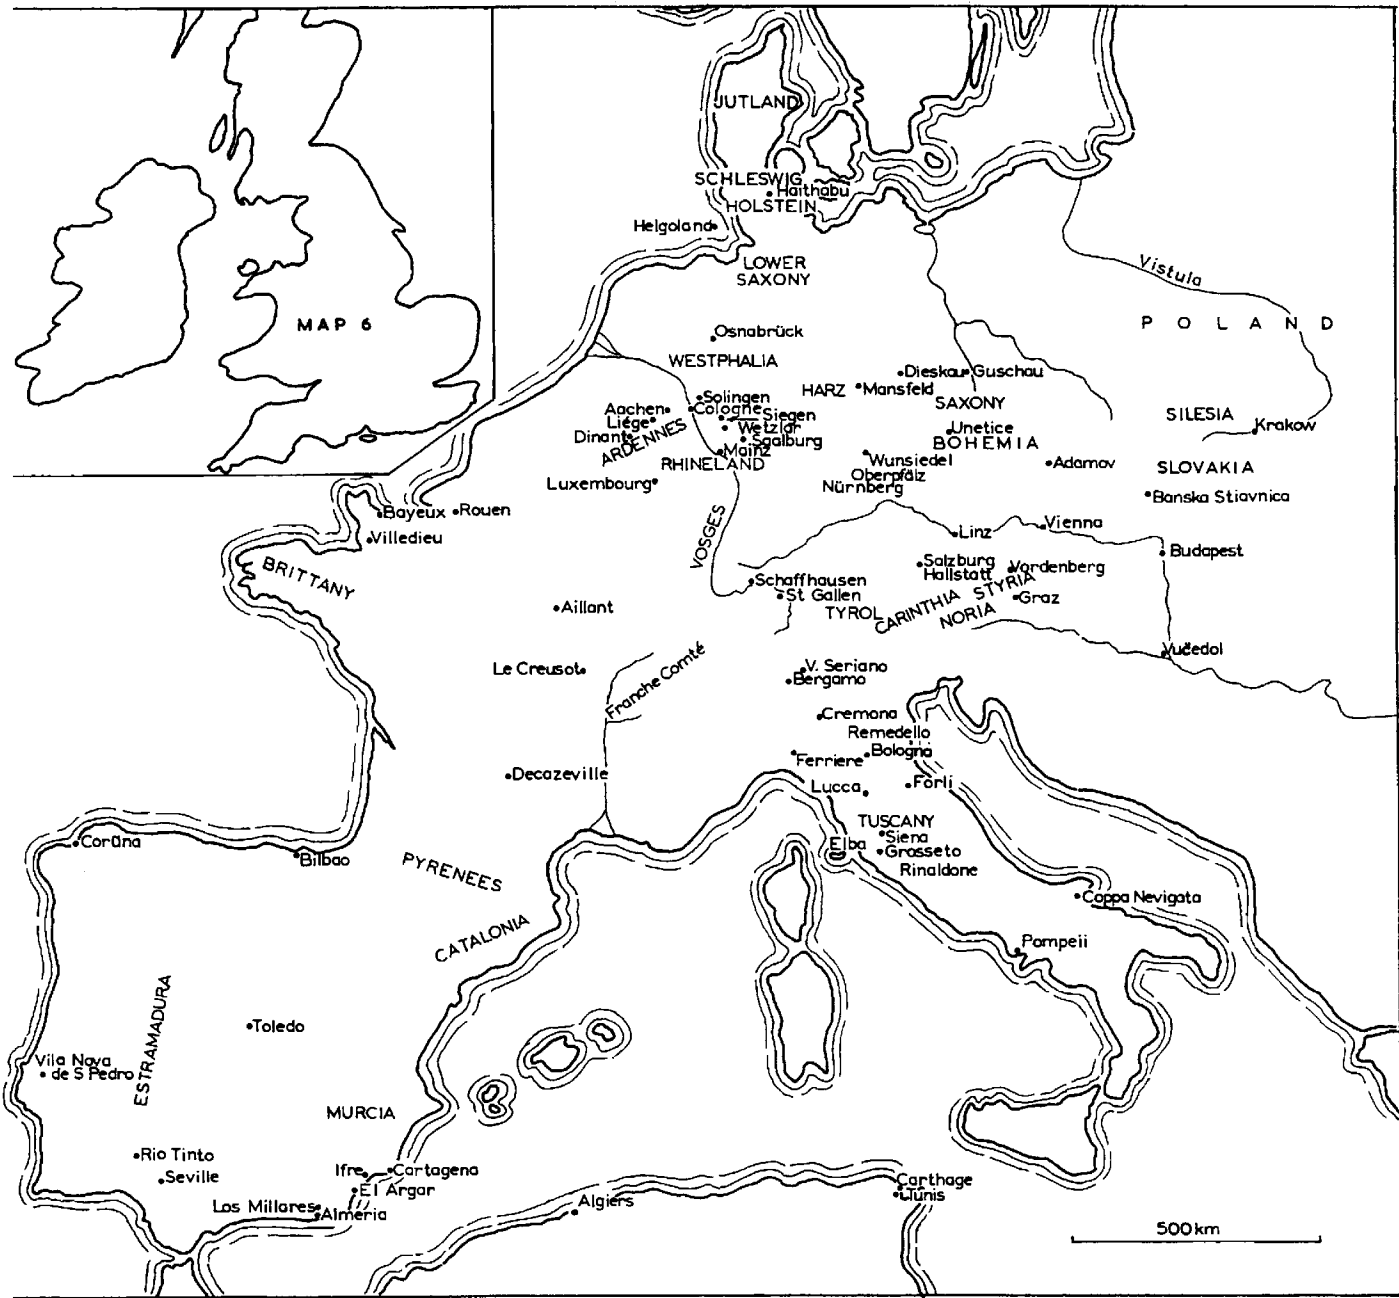 JUTLAND
SCHLESWIG
Haithabu
HOLSTEIN
Helgoland
LOWER
SAXONY
Vistula
MAP 6
POLAND
Osnabrück
WESTPHALIA
Dieskau
Guschau
HARZ
Mansfeld
Solingen
SAXONY
Aachen
Cologne
Siegen
SILESIA
Liége
Wetzlar
Unetice
Krakow
Dinant
ARDENNES
Salburg
BOHEMIA
Mainz
RHINELAND
Wunsiedel
Adamov
SLOVAKIA
Oberpfälz
Luxembourg
Nürnberg
Banska Stiavnica
Bayeux
Rouen
VOSGES
Linz
Vienna
Villedieu
Budapest
BRITTANY
Salzburg
Vordenberg
Schaffhausen
Hallstatt
St Gallen
STYRIA
Aillant
TYROL
CARINTHIA
Graz
NORIA
Vučedol
Le Creusot
Franche Comté
V. Seriano
Bergamo
Cremona
Remedello
Bologna
Ferriere
Decazeville
Lucca
Forli
TUSCANY
Siena
Coruña
Elba
Grosseto
Bilbao
PYRENEES
Rinaldone
Coppa Nevigata
CATALONIA
Pompeii
ESTRAMADURA
Toledo
Vila Nova
de S Pedro
MURCIA
Rio Tinto
Ifre
Cartagena
Seville
El Argar
Carthage
Tunis
Los Millares
Almeria
Algiers
500km